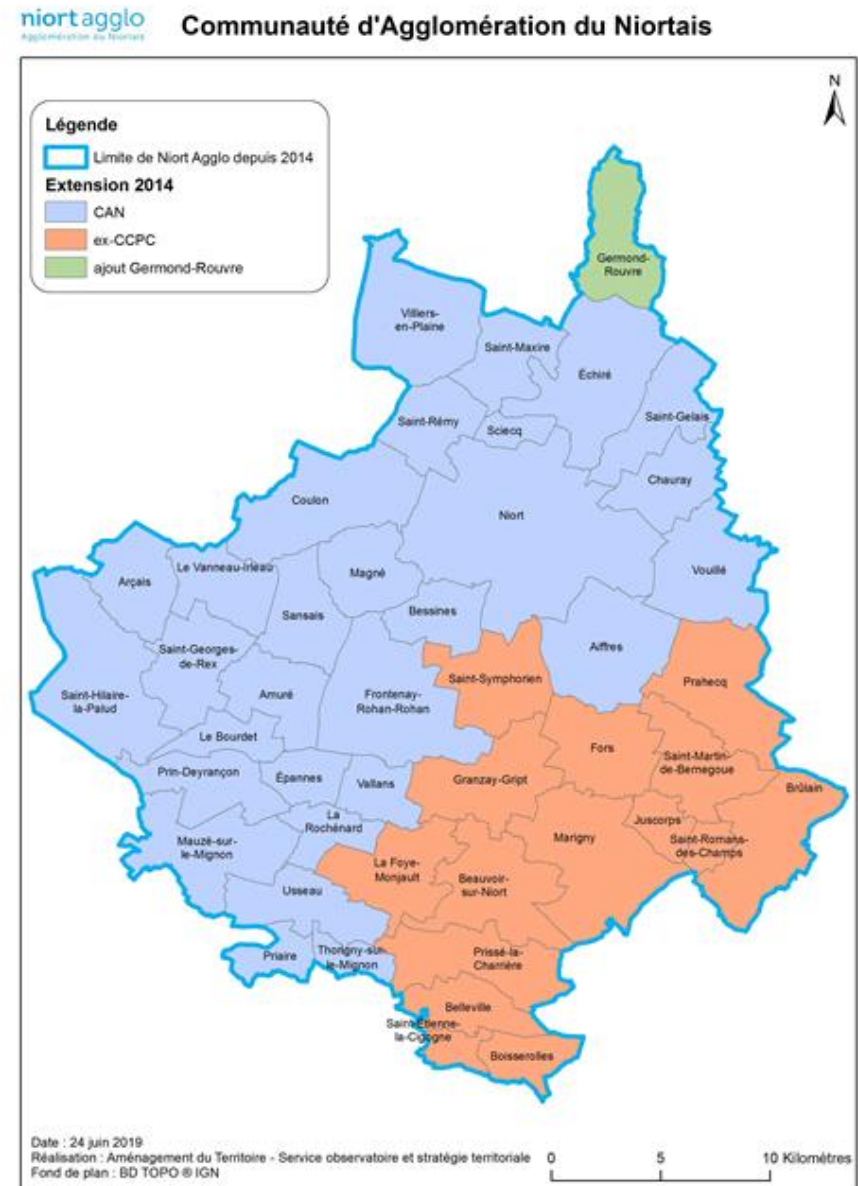 niort agglo
Agglomération du Niortais
Communauté d'Agglomération du Niortais
N
Légende
Limite de Niort Agglo depuis 2014
Extension 2014
CAN
ex-CCPC
ajout Germond-Rouvre
Germond-
Rouvre
Villiers-
en-Plaine
Saint-Maxire
Échiré
Saint-Rémy
Sciecq
Saint-Gelais
Chauray
Coulon
Niort
Vouillé
Arçais
Le Vanneau-Irleau
Magné
Sansais
Bessines
Aiffres
Saint-Georges-
de-Rex
Saint-Hilaire-
la-Palud
Amuré
Frontenay-
Rohan-Rohan
Saint-Symphorien
Prahecq
Le Bourdet
Fors
Saint-Martin-
de-Bernegoue
Prin-Deyrançon
Épannes
Vallans
Granzay-Gript
Brûlain
La
Rochénard
Juscorps
Mauzé-sur-
le-Mignon
Marigny
Saint-Romans-
des-Champs
La Foye-
Monjault
Beauvoir-
sur-Niort
Usseau
Priaire
Thorigny-sur-
le-Mignon
Prissé-la-
Charrière
Belleville
Saint-Étienne-
la-Cigogne
Boisserolles
Date : 24 juin 2019
Réalisation : Aménagement du Territoire - Service observatoire et stratégie territoriale
Fond de plan : BD TOPO ® IGN
0 5 10 Kilomètres